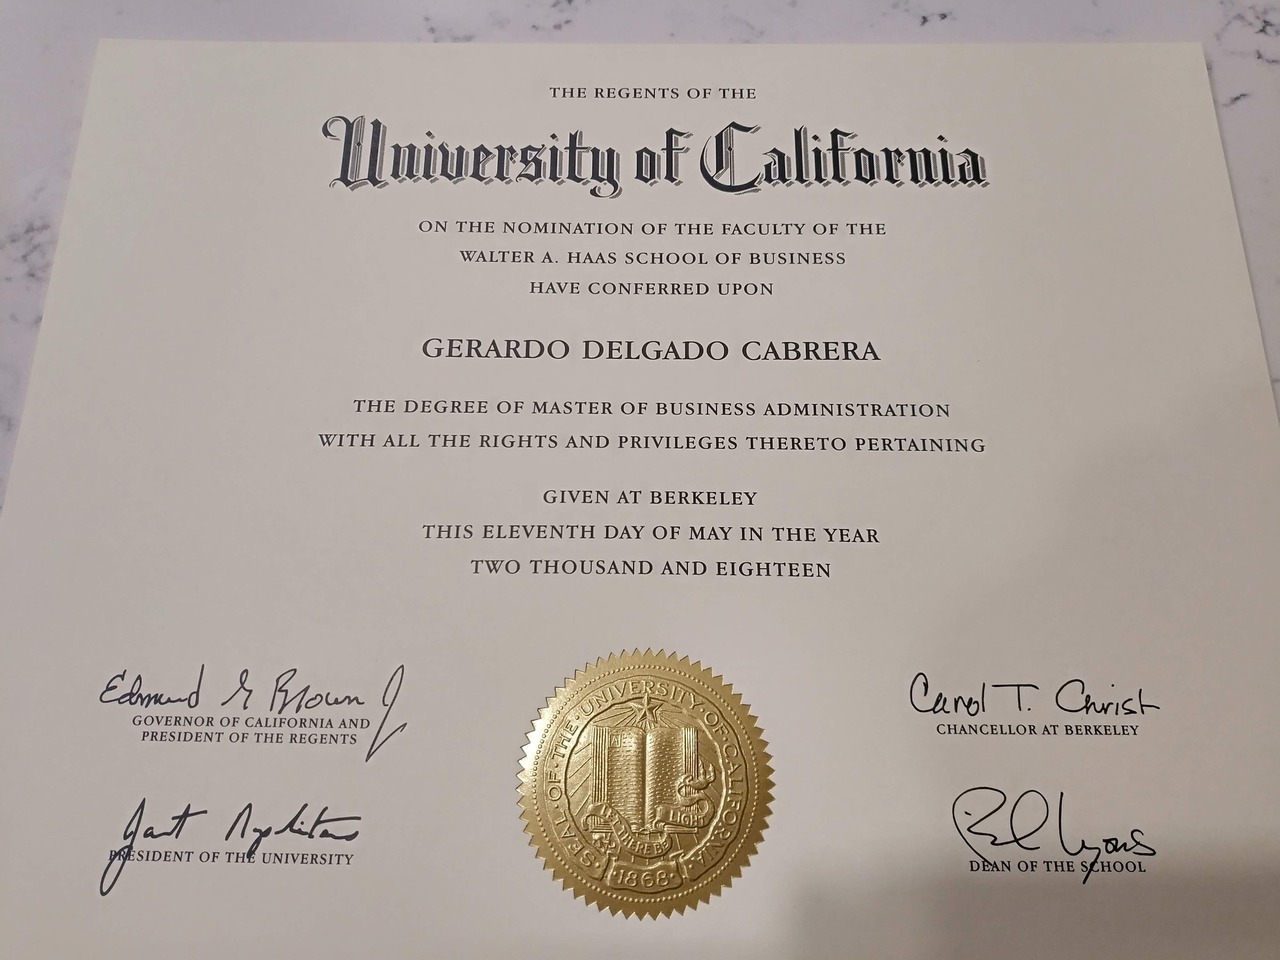 THE REGENTS OF THE
University of California
ON THE NOMINATION OF THE FACULTY OF THE
WALTER A. HAAS SCHOOL OF BUSINESS
HAVE CONFERRED UPON
GERARDO DELGADO CABRERA
THE DEGREE OF MASTER OF BUSINESS ADMINISTRATION
WITH ALL THE RIGHTS AND PRIVILEGES THERETO PERTAINING
GIVEN AT BERKELEY
THIS ELEVENTH DAY OF MAY IN THE YEAR
TWO THOUSAND AND EIGHTEEN
Edmund G Brown Jr
GOVERNOR OF CALIFORNIA AND
PRESIDENT OF THE REGENTS
PRESIDENT OF THE UNIVERSITY
SEAL OF THE UNIVERSITY OF CALIFORNIA
LET THERE BE LIGHT
1868
Carol T. Christ
CHANCELLOR AT BERKELEY
Lyons
DEAN OF THE SCHOOL